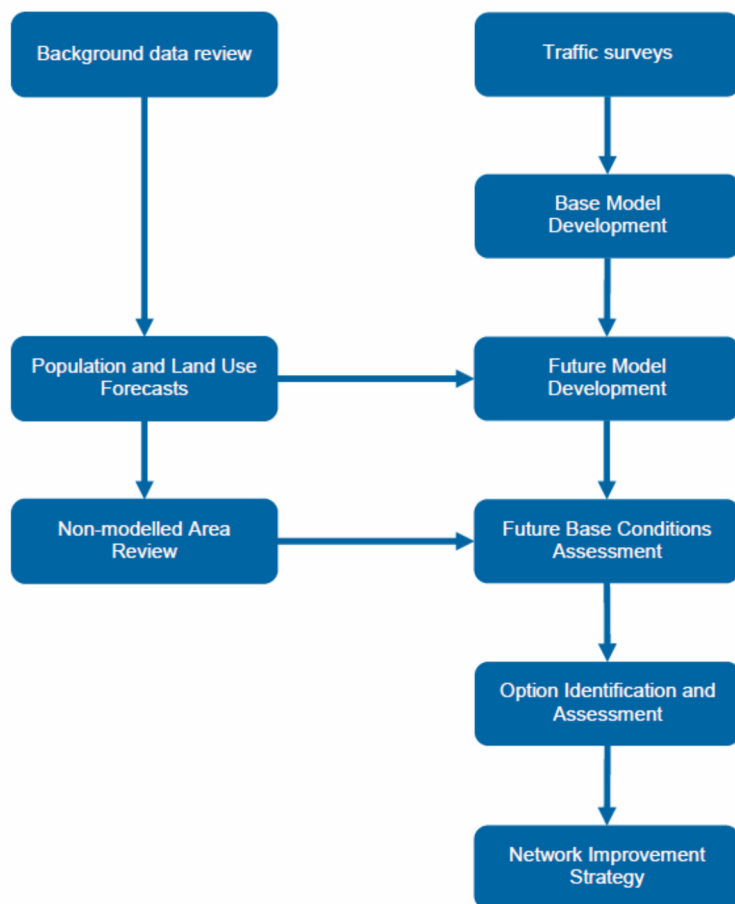 Background data review
Traffic surveys
Base Model
Development
Population and Land Use
Forecasts
Future Model
Development
Non-modelled Area
Review
Future Base Conditions
Assessment
Option Identification and
Assessment
Network Improvement
Strategy